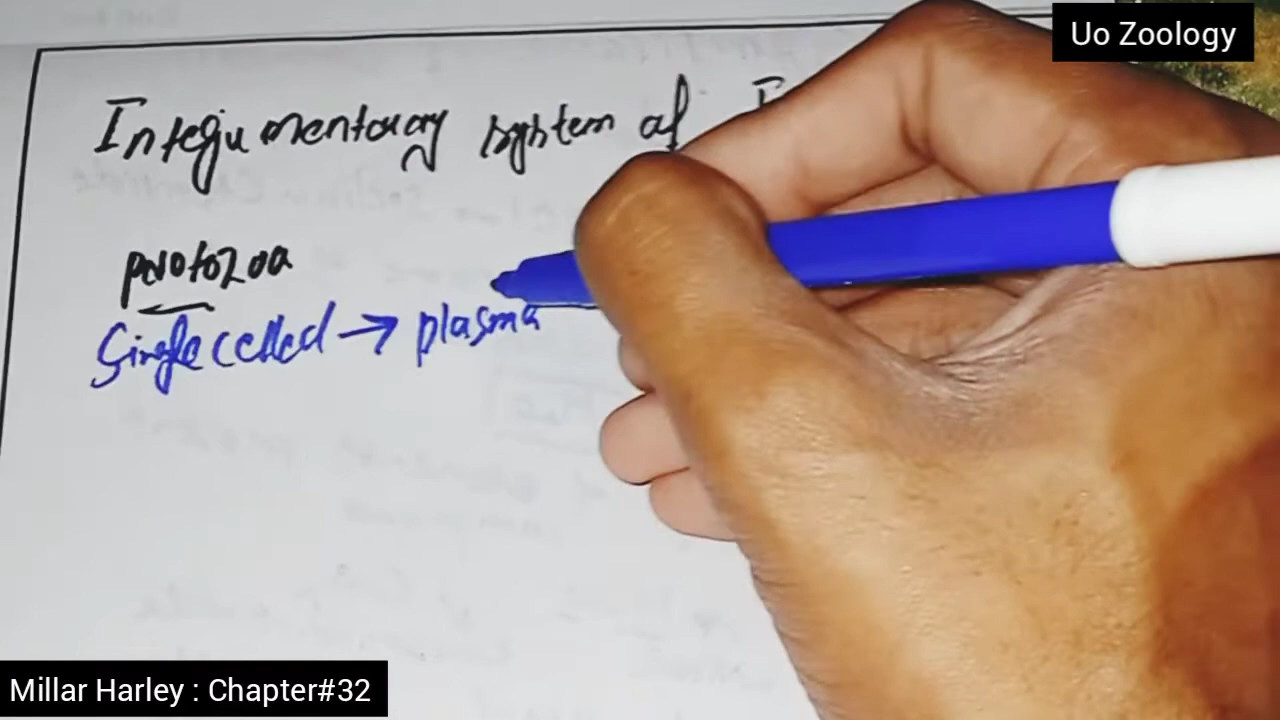 Uo Zoology
Integumentary system of I
protozoa
Single celled → plasma
Millar Harley : Chapter#32